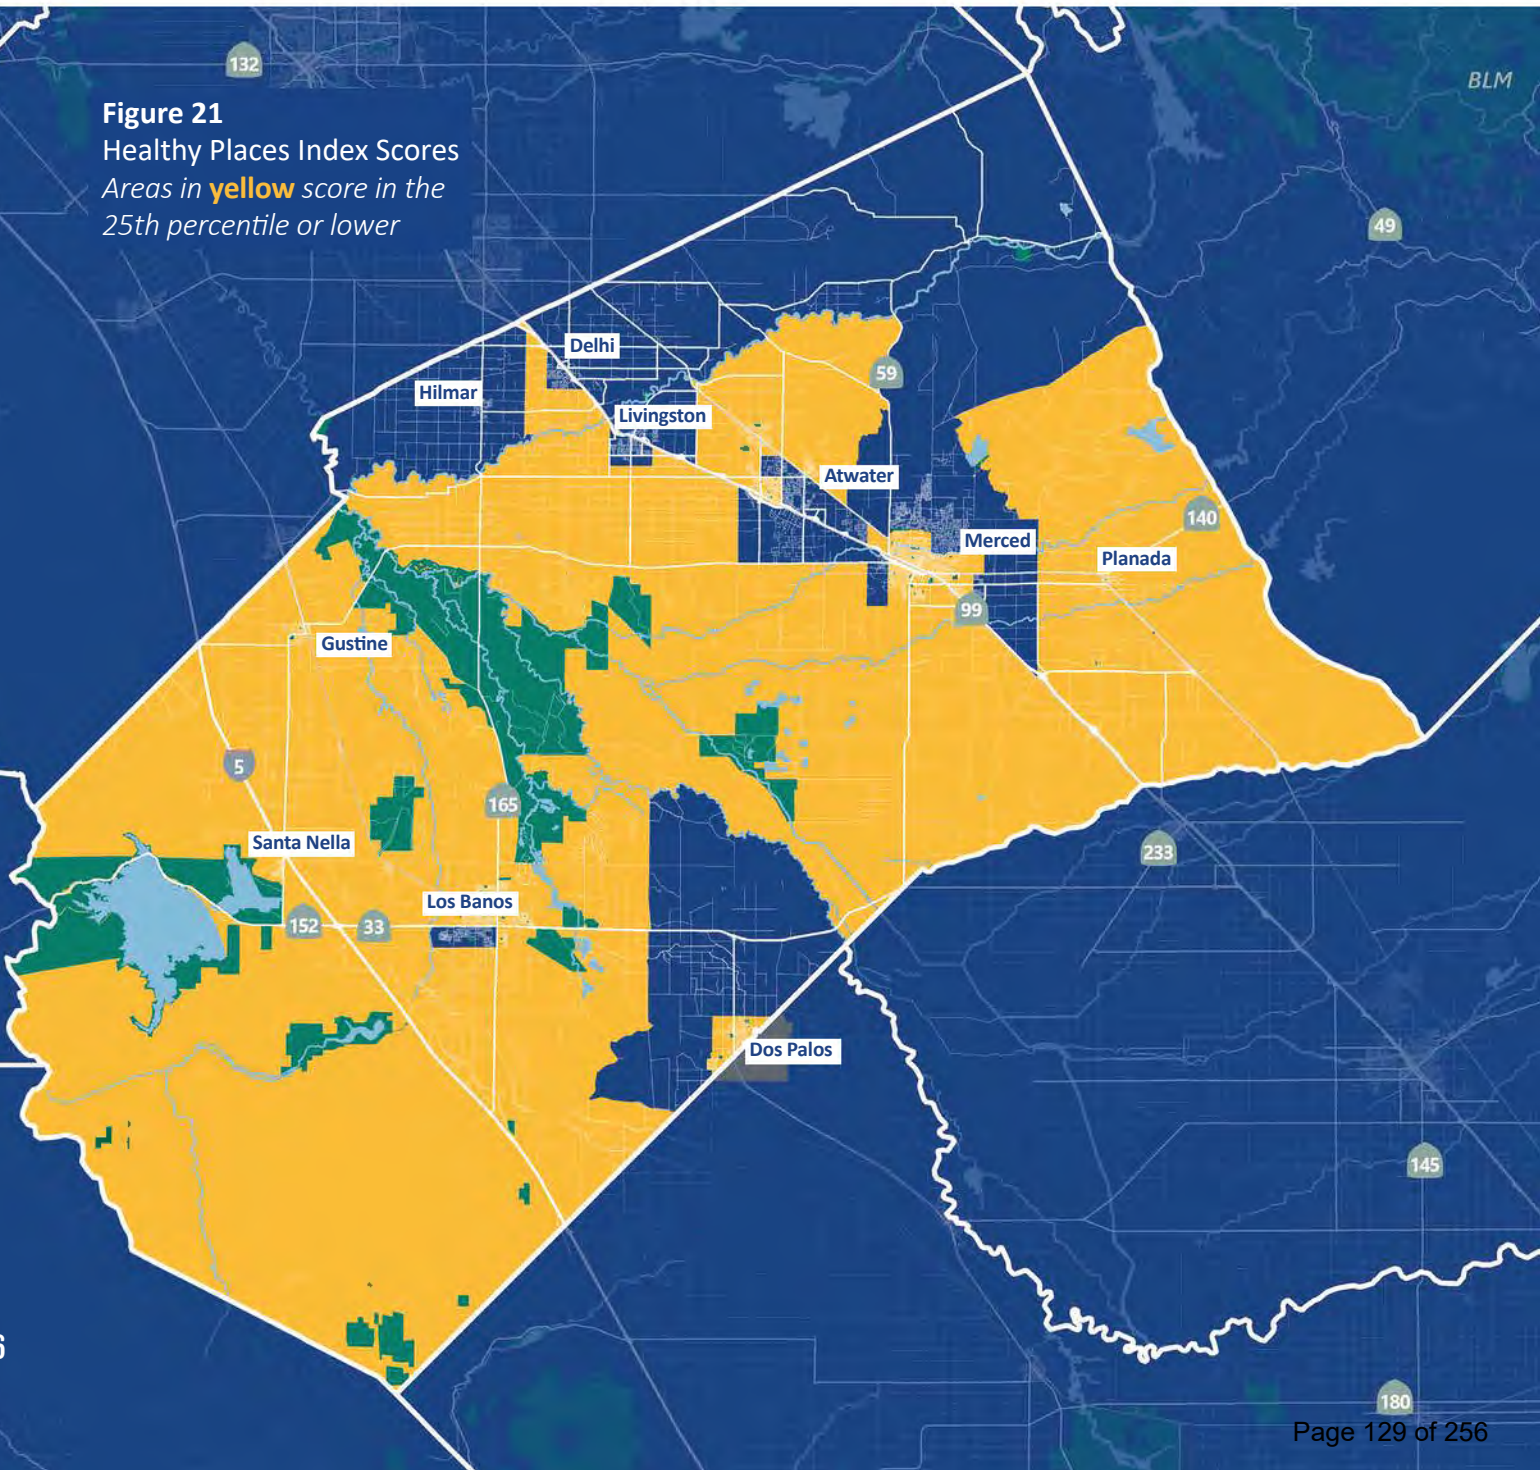 132
BLM
Figure 21
Healthy Places Index Scores
Areas in yellow score in the
25th percentile or lower
49
Delhi
59
Hilmar
Livingston
Atwater
140
Merced
Planada
99
Gustine
5
165
Santa Nella
233
Los Banos
152
33
Dos Palos
145
6
180
Page 129 of 256